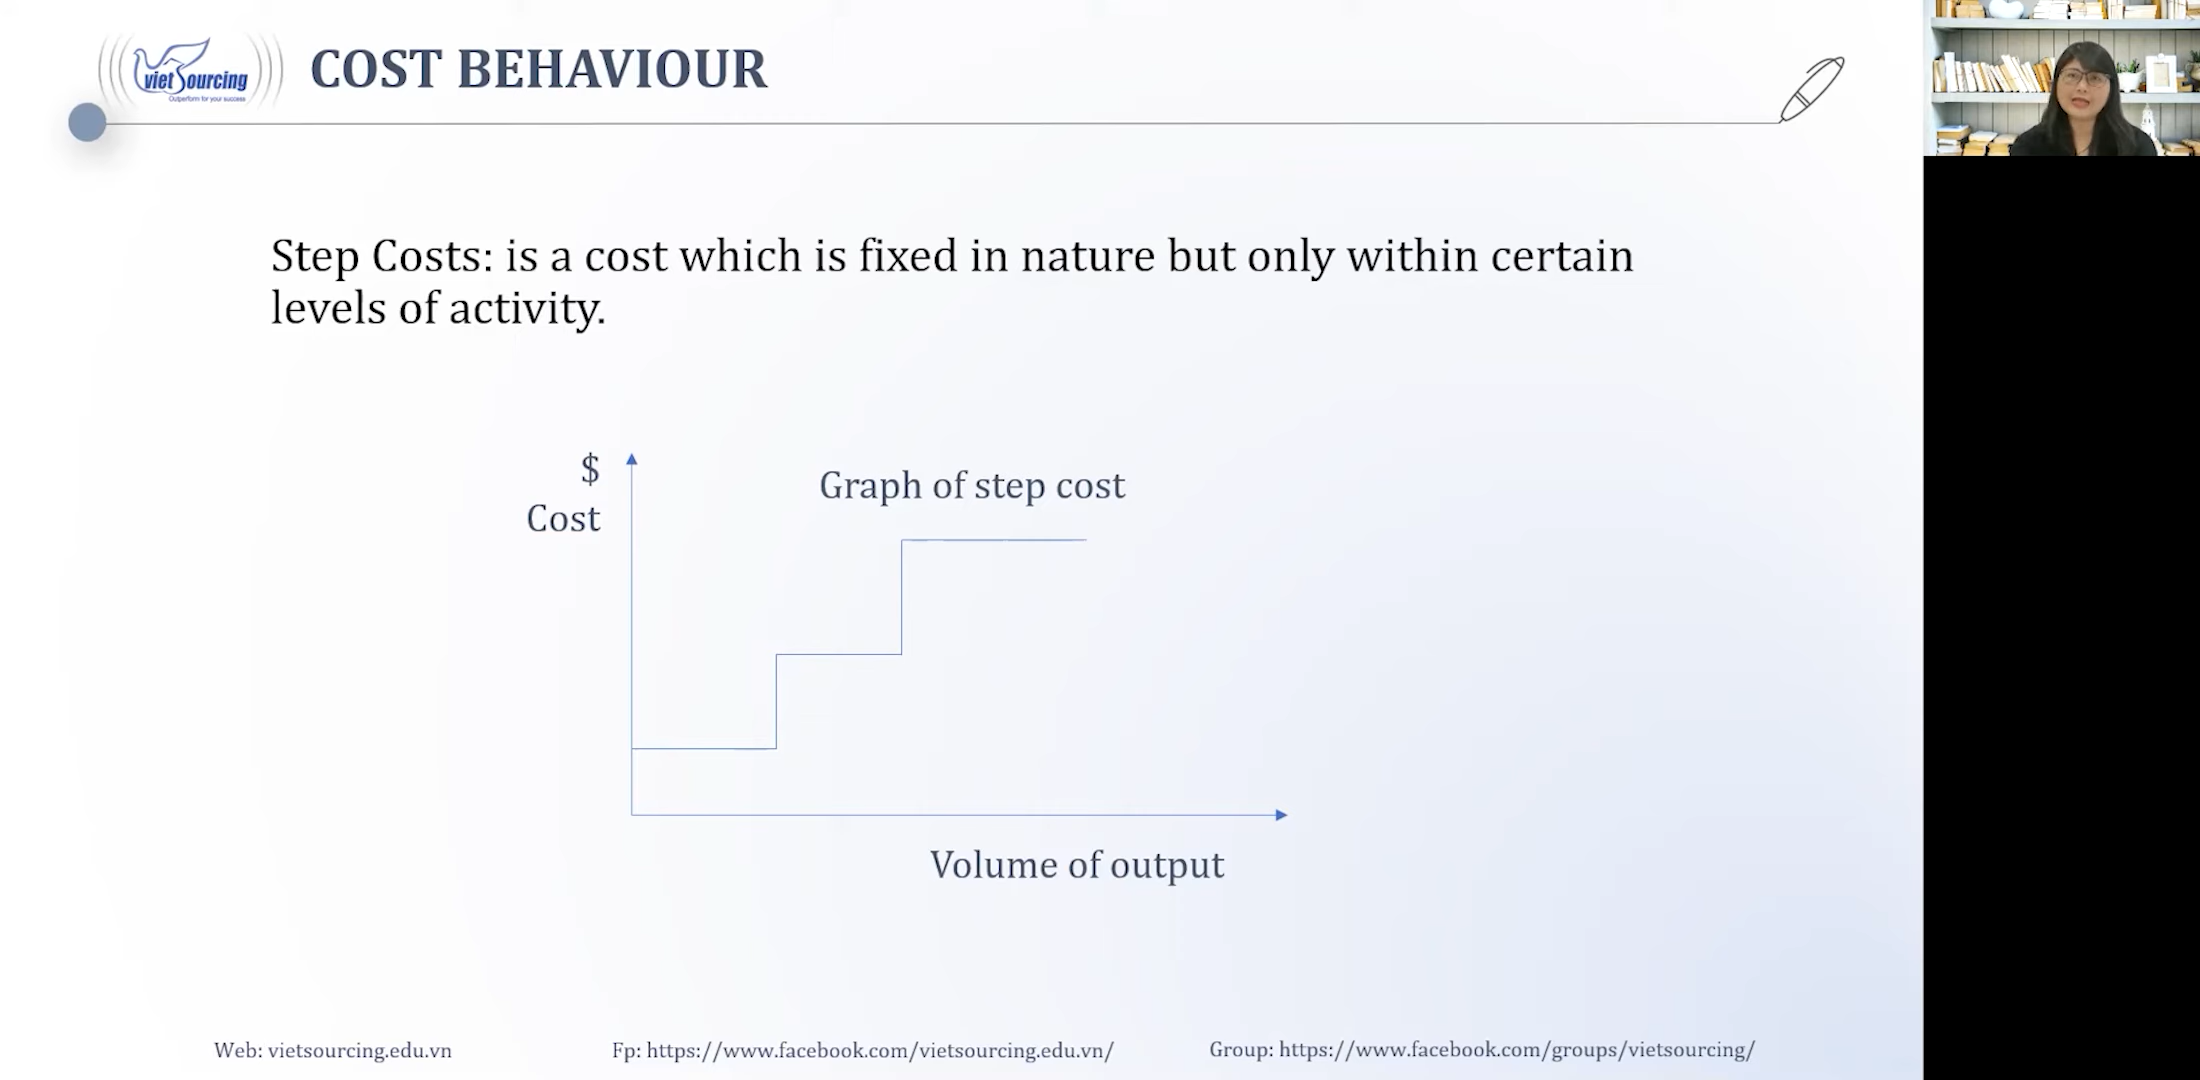 vietSourcing
Outperform for your success
COST BEHAVIOUR
Step Costs: is a cost which is fixed in nature but only within certain
levels of activity.
$
Cost
Graph of step cost
Volume of output
Web: vietsourcing.edu.vn
Fp: https://www.facebook.com/vietsourcing.edu.vn/
Group: https://www.facebook.com/groups/vietsourcing/